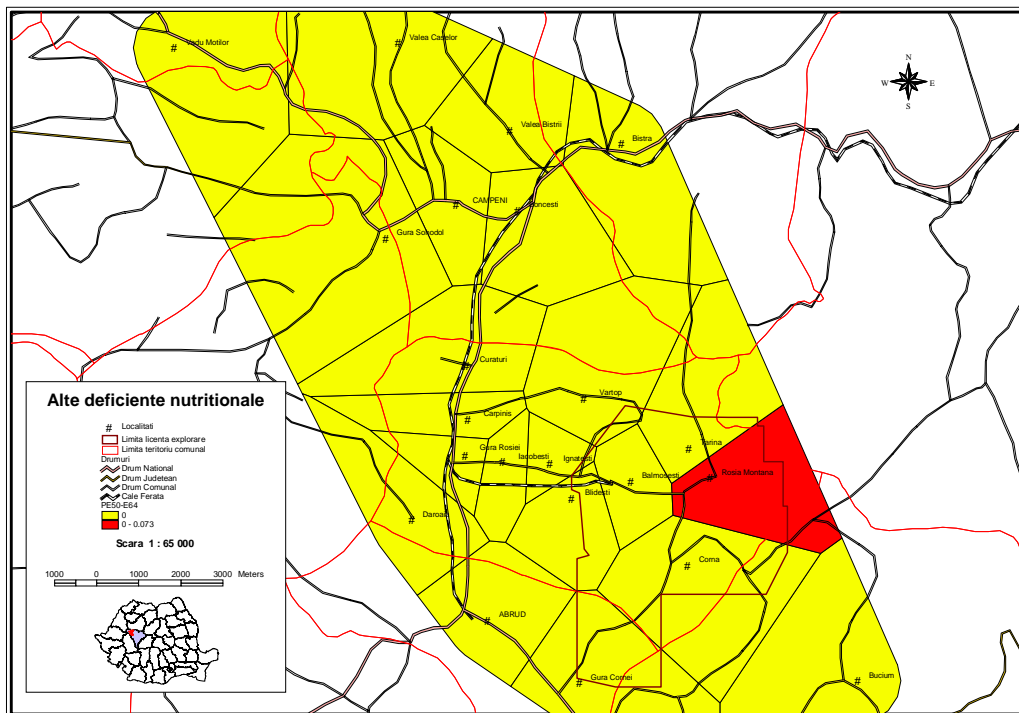 Vadu Motilor
Valea Caselor
N
W E
S
Valea Bistrii
Bistra
CAMPENI
Gura Sohodol
Curaturi
Vartop
Carpinis
Tarina
Gura Rosiei
Iacobesti
Ignatesti
Rosia Montana
Balmosesti
Blidesti
Daroaia
Corna
ABRUD
Gura Cornei
Bucium
Alte deficiente nutritionale
# Localitati
Limita licenta explorare
Limita teritoriu comunal
Drumuri
Drum National
Drum Judetean
Drum Comunal
Cale Ferata
PE50-E64
0
0 - 0.073
Scara 1 : 65 000
1000 0 1000 2000 3000 Meters